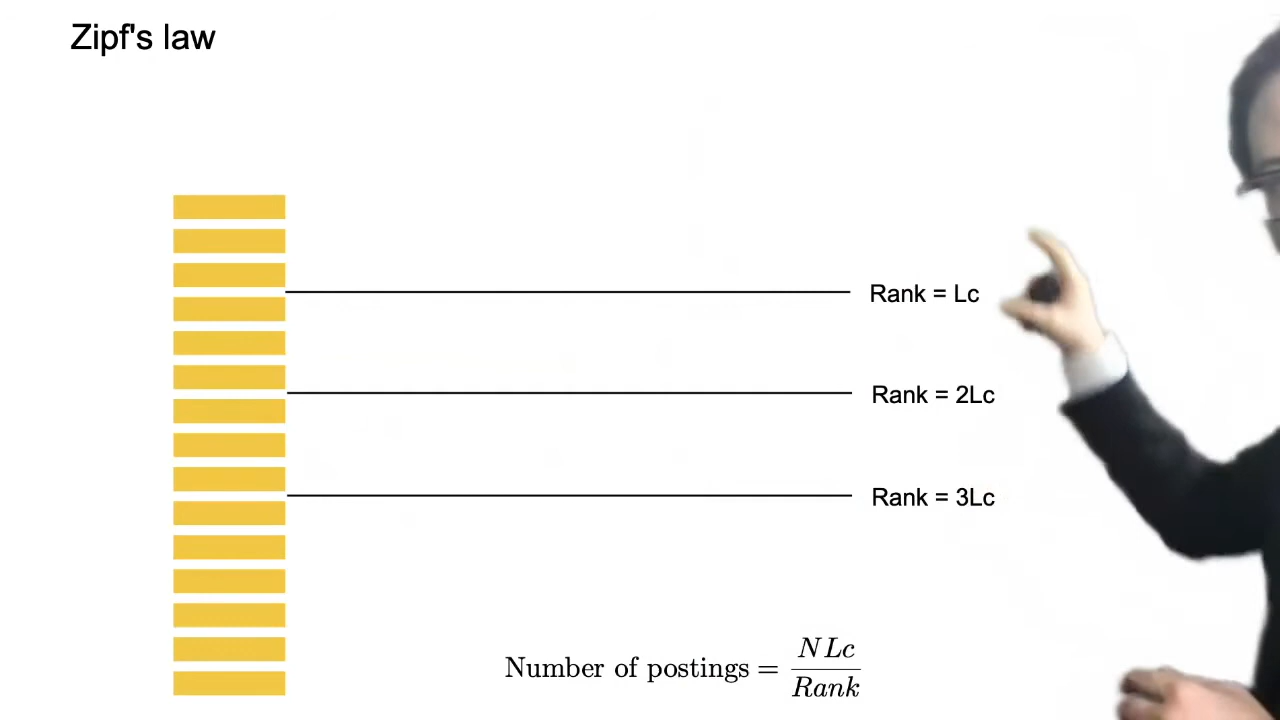 Zipf's law
Rank = Lc
Rank = 2Lc
Rank = 3Lc
Number of postings = NLc / Rank